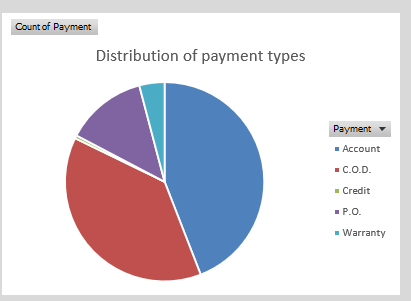 Count of Payment
Distribution of payment types
Payment
Account
C.O.D.
Credit
P.O.
Warranty